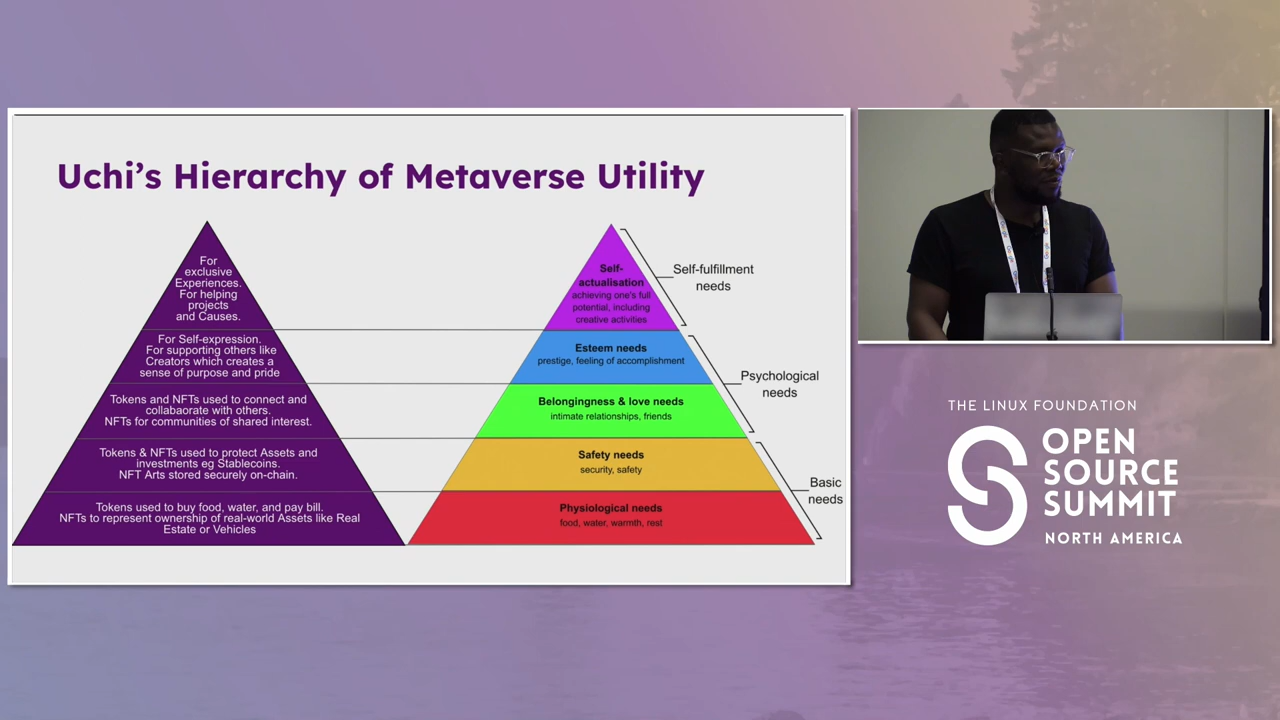 Uchi's Hierarchy of Metaverse Utility
For
exclusive
Experiences.
For helping
projects
and Causes.
For Self-expression.
For supporting others like
Creators which creates a
sense of purpose and pride
Tokens and NFTs used to connect and
collabaorate with others.
NFTs for communities of shared interest.
Tokens & NFTs used to protect Assets and
investments eg Stablecoins.
NFT Arts stored securely on-chain.
Tokens used to buy food, water, and pay bill.
NFTs to represent ownership of real-world Assets like Real
Estate or Vehicles
Self-
actualisation
achieving one's full
potential, including
creative activities
Esteem needs
prestige, feeling of accomplishment
Belongingness & love needs
intimate relationships, friends
Safety needs
security, safety
Physiological needs
food, water, warmth, rest
Self-fulfillment
needs
Psychological
needs
Basic
needs
Google
THE LINUX FOUNDATION
OPEN
SOURCE
SUMMIT
NORTH AMERICA